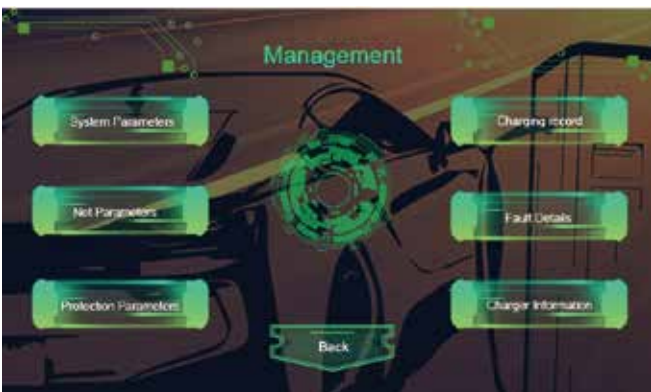 Management
System Parameters
Charging record
Net Parameters
Fault Details
Protection Parameters
Charger Information
Back